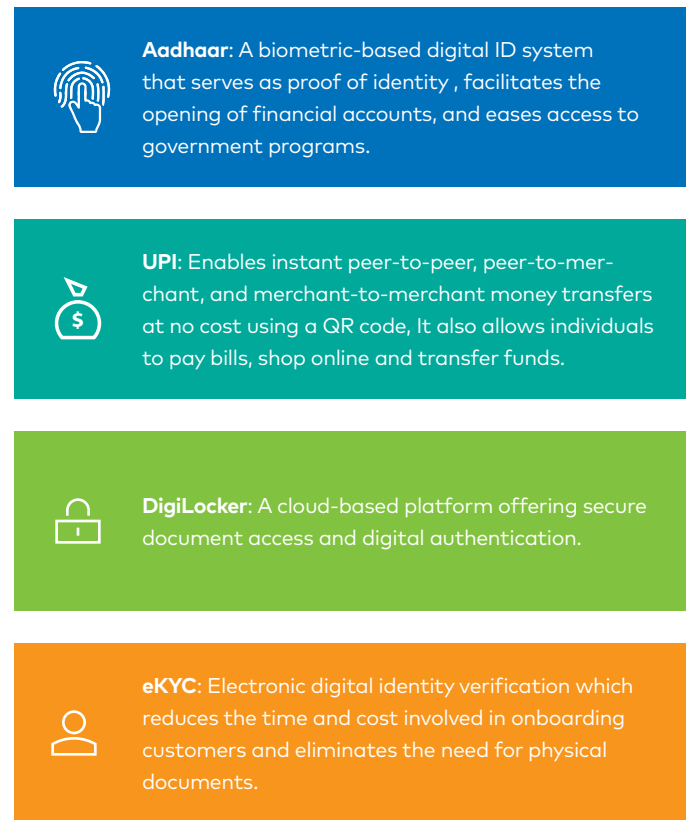 Aadhaar: A biometric-based digital ID system
that serves as proof of identity , facilitates the
opening of financial accounts, and eases access to
government programs.
$
UPI: Enables instant peer-to-peer, peer-to-mer-
chant, and merchant-to-merchant money transfers
at no cost using a QR code, It also allows individuals
to pay bills, shop online and transfer funds.
DigiLocker: A cloud-based platform offering secure
document access and digital authentication.
eKYC: Electronic digital identity verification which
reduces the time and cost involved in onboarding
customers and eliminates the need for physical
documents.